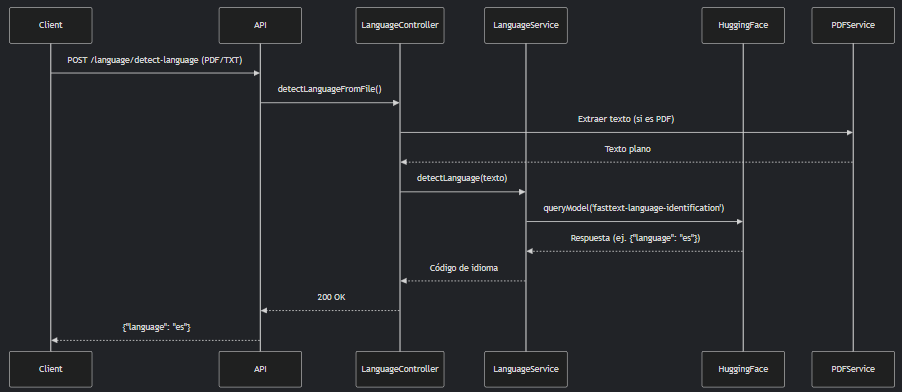 Client
API
LanguageController
LanguageService
HuggingFace
PDFService
POST /language/detect-language (PDF/TXT)
detectLanguageFromFile()
Extraer texto (si es PDF)
Texto plano
detectLanguage(texto)
queryModel('fasttext-language-identification')
Respuesta (ej. {"language": "es"})
Código de idioma
200 OK
{"language": "es"}
Client
API
LanguageController
LanguageService
HuggingFace
PDFService